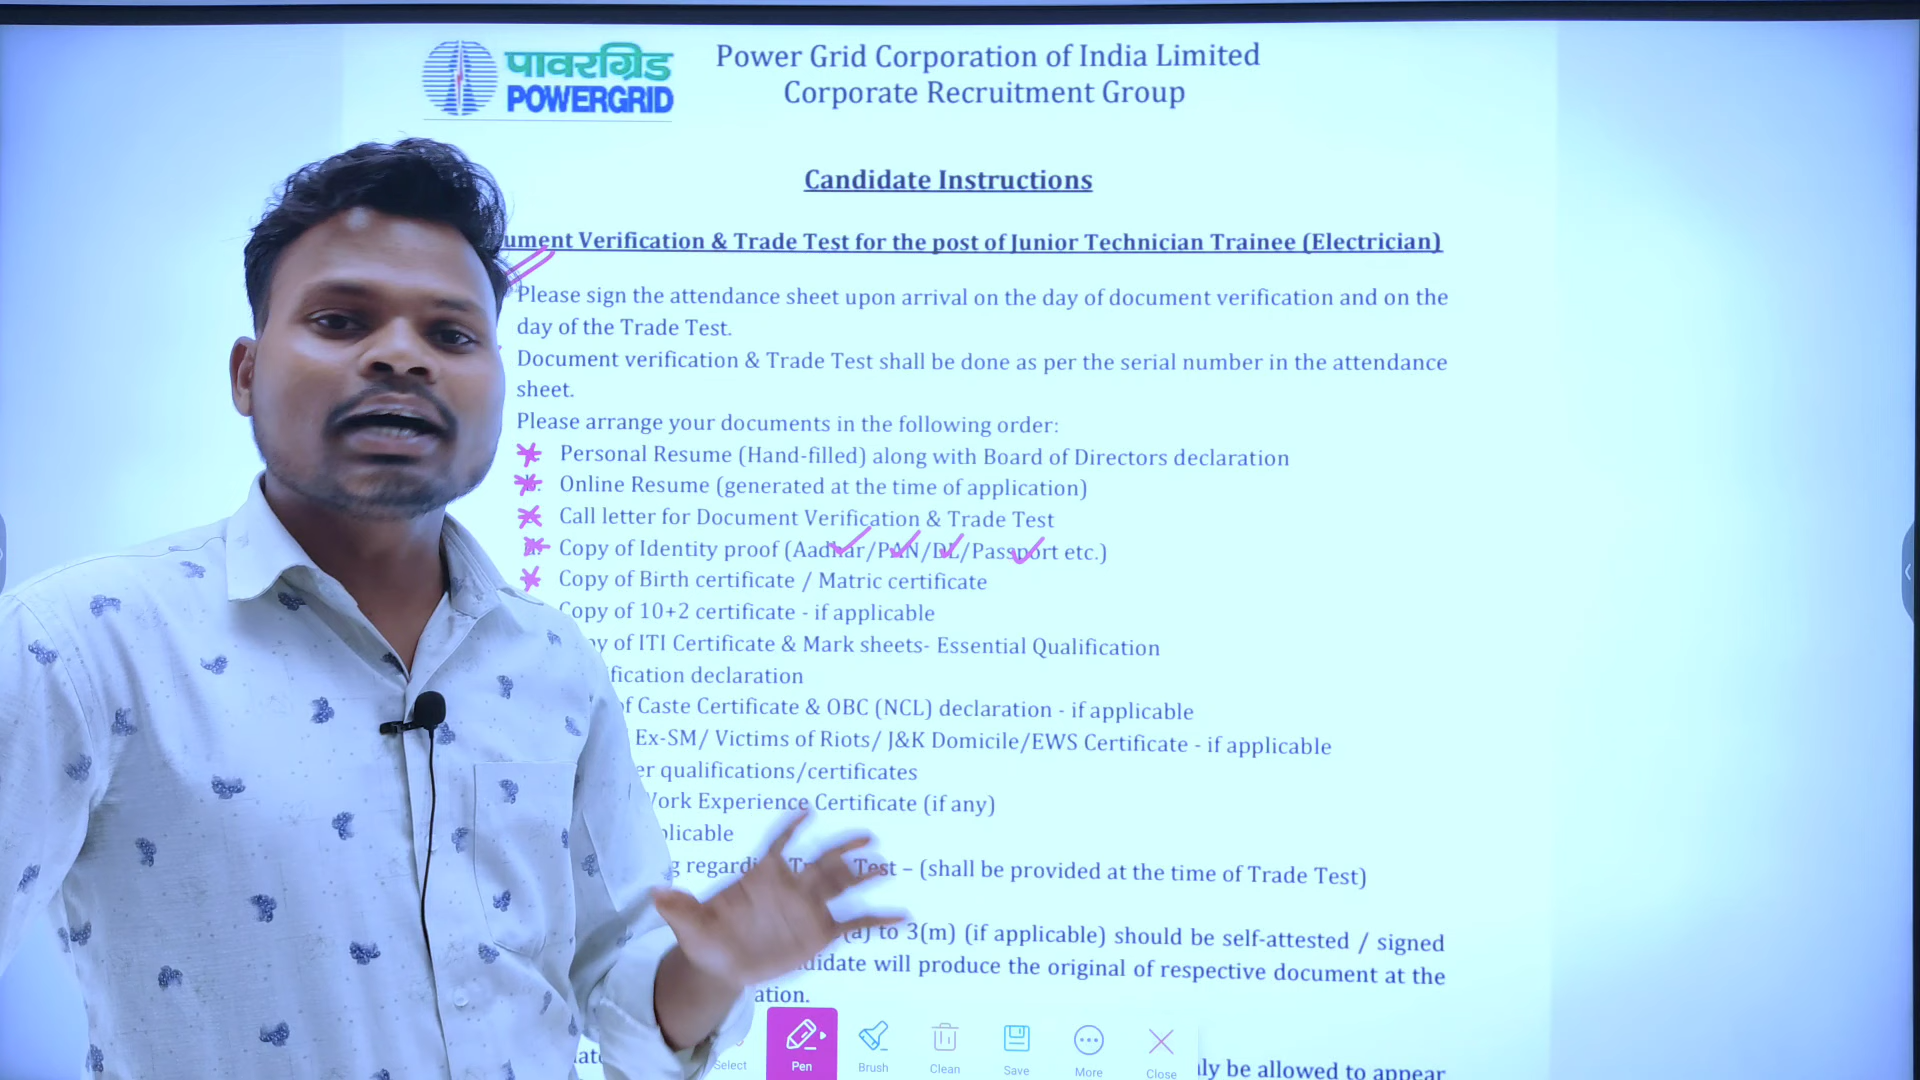 पावरग्रिड
POWERGRID
Power Grid Corporation of India Limited
Corporate Recruitment Group
Candidate Instructions
Verification & Trade Test for the post of Junior Technician Trainee (Electrician)
Please sign the attendance sheet upon arrival on the day of document verification and on the
day of the Trade Test.
Document verification & Trade Test shall be done as per the serial number in the attendance
sheet.
Please arrange your documents in the following order:
Personal Resume (Hand-filled) along with Board of Directors declaration
Online Resume (generated at the time of application)
Call letter for Document Verification & Trade Test
Copy of Identity proof (Aadhar/PAN/DL/Passport etc.)
Copy of Birth certificate / Matric certificate
Copy of 10+2 certificate - if applicable
of ITI Certificate & Mark sheets- Essential Qualification
declaration
Caste Certificate & OBC (NCL) declaration - if applicable
Ex-SM/ Victims of Riots/ J&K Domicile/EWS Certificate - if applicable
qualifications/certificates
Work Experience Certificate (if any)
Test – (shall be provided at the time of Trade Test)
(a) to 3(m) (if applicable) should be self-attested / signed
will produce the original of respective document at the
be allowed to appear
Select
Pen
Brush
Clean
Save
More
Close